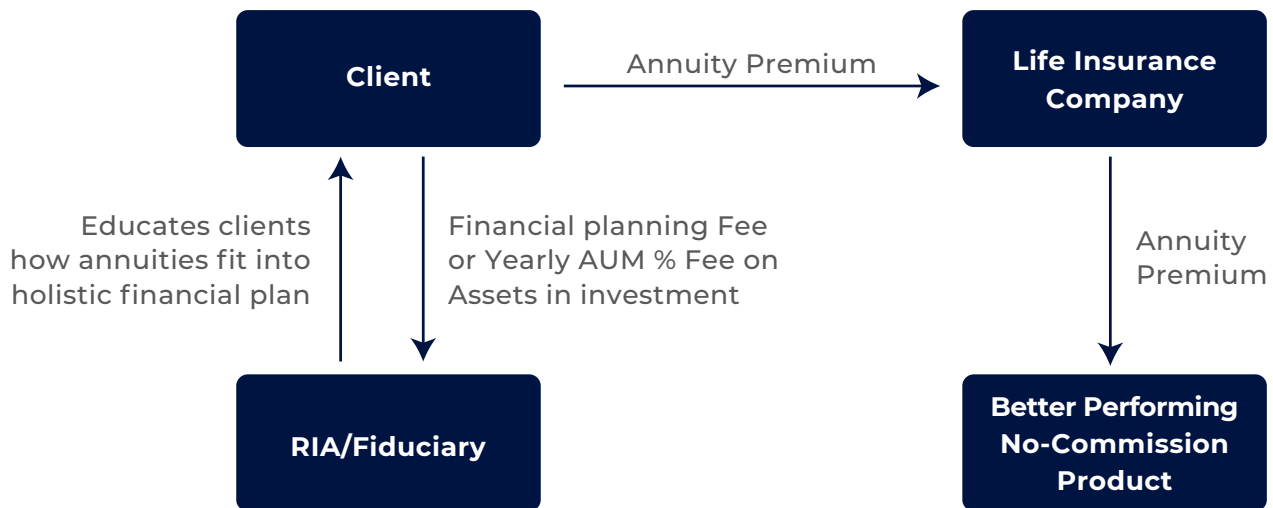 Client
Annuity Premium
Life Insurance
Company
Educates clients
how annuities fit into
holistic financial plan
Financial planning Fee
or Yearly AUM % Fee on
Assets in investment
Annuity
Premium
RIA/Fiduciary
Better Performing
No-Commission
Product